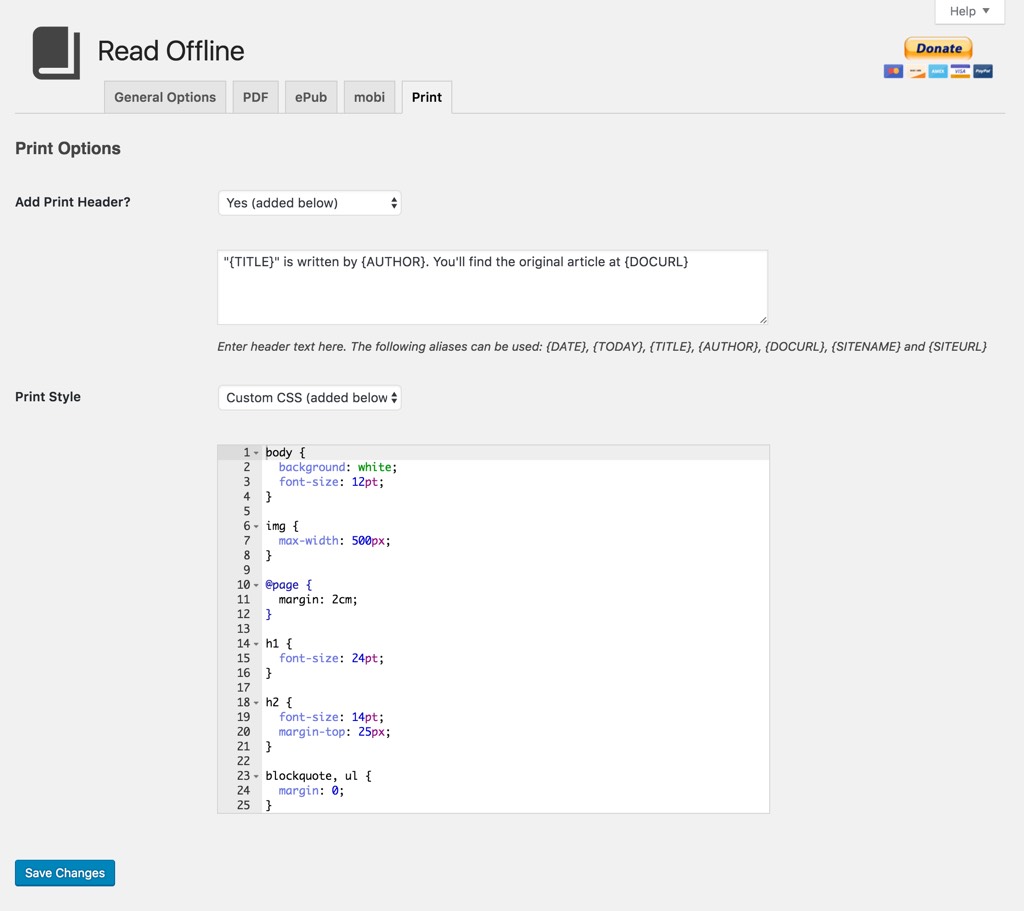 Help ▼
Read Offline
Donate
VISA PayPal
General Options PDF ePub mobi Print
Print Options
Add Print Header? Yes (added below)
"{TITLE}" is written by {AUTHOR}. You'll find the original article at {DOCURL}
Enter header text here. The following aliases can be used: {DATE}, {TODAY}, {TITLE}, {AUTHOR}, {DOCURL}, {SITENAME} and {SITEURL}
Print Style Custom CSS (added below
1 body {
2 background: white;
3 font-size: 12pt;
4 }
5
6 img {
7 max-width: 500px;
8 }
9
10 @page {
11 margin: 2cm;
12 }
13
14 h1 {
15 font-size: 24pt;
16 }
17
18 h2 {
19 font-size: 14pt;
20 margin-top: 25px;
21 }
22
23 blockquote, ul {
24 margin: 0;
25 }
Save Changes